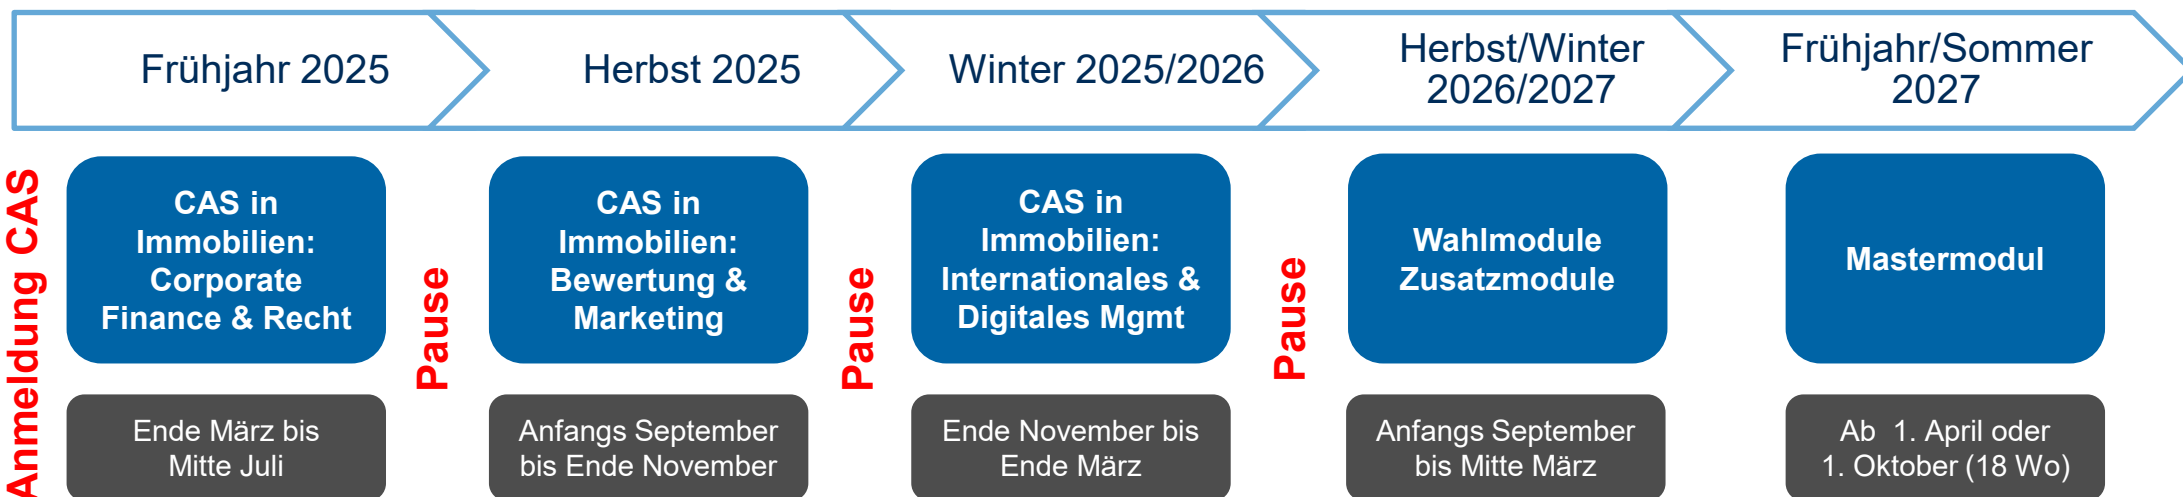 Frühjahr 2025
Herbst 2025
Winter 2025/2026
Herbst/Winter
2026/2027
Frühjahr/Sommer
2027
Anmeldung CAS
CAS in
Immobilien:
Corporate
Finance & Recht
Pause
CAS in
Immobilien:
Bewertung &
Marketing
Pause
CAS in
Immobilien:
Internationales &
Digitales Mgmt
Pause
Wahlmodule
Zusatzmodule
Mastermodul
Ende März bis
Mitte Juli
Anfangs September
bis Ende November
Ende November bis
Ende März
Anfangs September
bis Mitte März
Ab 1. April oder
1. Oktober (18 Wo)